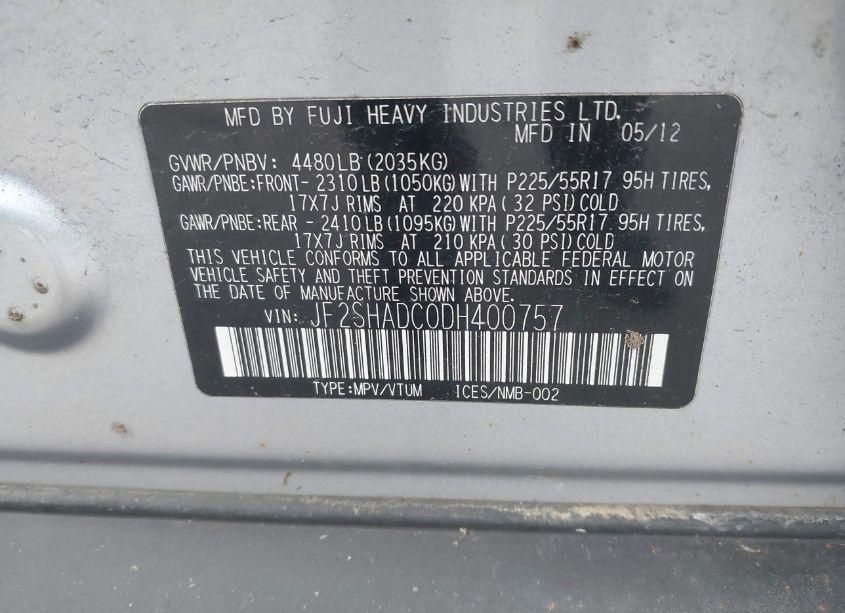 MFD BY FUJI HEAVY INDUSTRIES LTD.
MFD IN 05/12
GVWR/PNBV: 4480LB (2035KG)
GAWR/PNBE:FRONT- 2310 LB (1050KG) WITH P225/55R17 95H TIRES,
17X7J RIMS AT 220 KPA ( 32 PSI) COLD
GAWR/PNBE:REAR - 2410 LB (1095KG) WITH P225/55R17 95H TIRES,
17X7J RIMS AT 210 KPA ( 30 PSI) COLD
THIS VEHICLE CONFORMS TO ALL APPLICABLE FEDERAL MOTOR
VEHICLE SAFETY AND THEFT PREVENTION STANDARDS IN EFFECT ON
THE DATE OF MANUFACTURE SHOWN ABOVE.
VIN: JF2SHADC0DH400757
TYPE:MPV/VTUM ICES/NMB-002